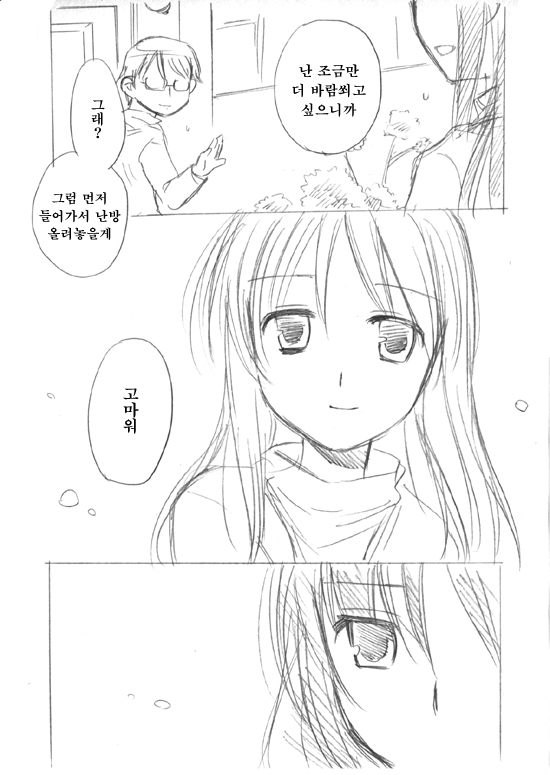 난 조금만
더 바람쐬고
싶으니까
그래?
그럼 먼저
들어가서 난방
올려놓을게
고마워